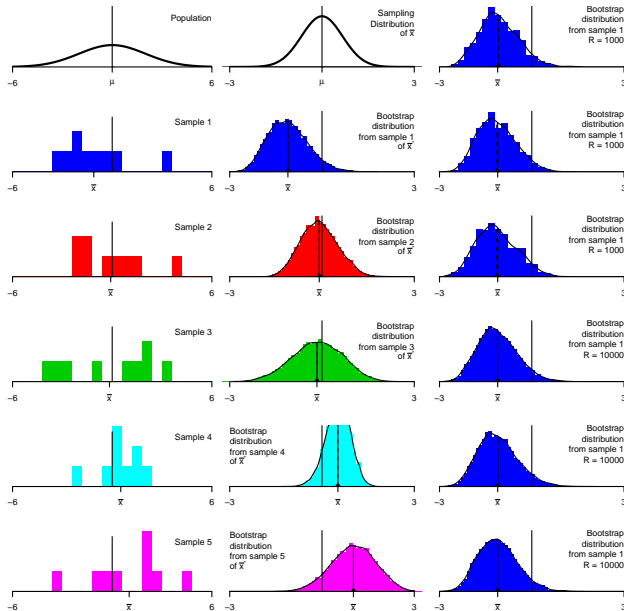 Population
−6
μ
6
Sampling
Distribution
of x̄
−3
μ
3
Bootstrap
distribution
from sample 1
R = 1000
−3
x̄
3
Sample 1
−6
x̄
6
Bootstrap
distribution
from sample 1
of x̄*
−3
x̄
3
Bootstrap
distribution
from sample 1
R = 1000
−3
x̄
3
Sample 2
−6
x̄
6
Bootstrap
distribution
from sample 2
of x̄*
−3
x̄
3
Bootstrap
distribution
from sample 1
R = 1000
−3
x̄
3
Sample 3
−6
x̄
6
Bootstrap
distribution
from sample 3
of x̄*
−3
x̄
3
Bootstrap
distribution
from sample 1
R = 10000
−3
x̄
3
Sample 4
−6
x̄
6
Bootstrap
distribution
from sample 4
of x̄*
−3
x̄
3
Bootstrap
distribution
from sample 1
R = 10000
−3
x̄
3
Sample 5
−6
x̄
6
Bootstrap
distribution
from sample 5
of x̄*
−3
x̄
3
Bootstrap
distribution
from sample 1
R = 10000
−3
x̄
3